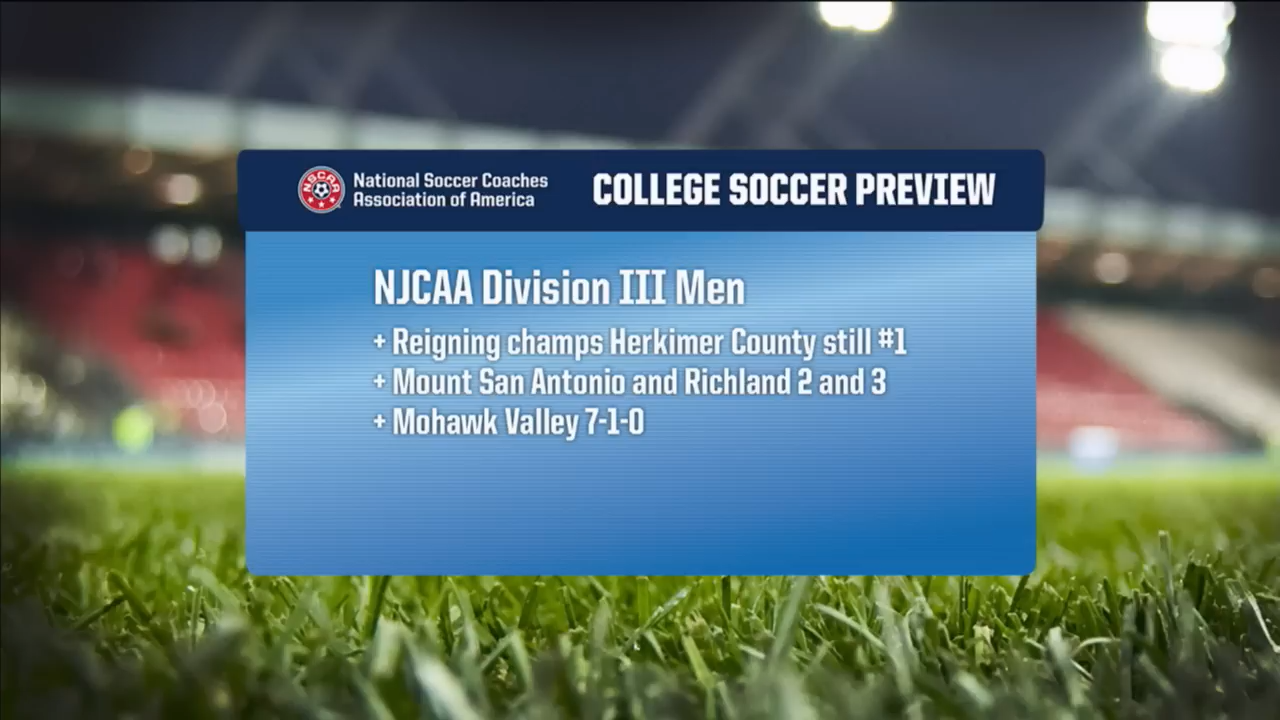 NSCAA
National Soccer Coaches
Association of America
COLLEGE SOCCER PREVIEW
NJCAA Division III Men
+ Reigning champs Herkimer County still #1
+ Mount San Antonio and Richland 2 and 3
+ Mohawk Valley 7-1-0